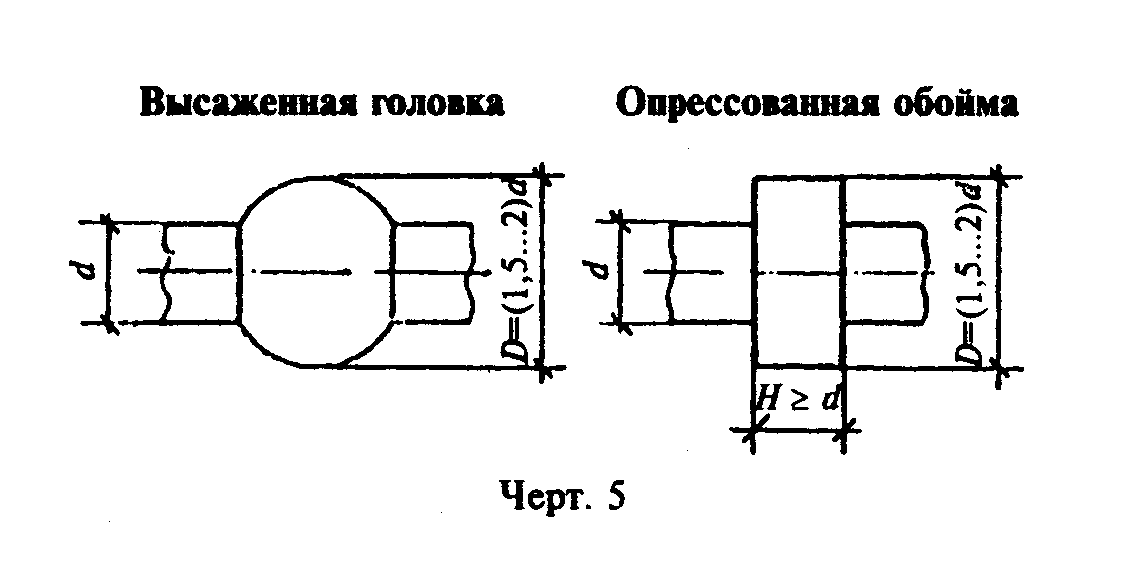 Высаженная головка
Опрессованная обойма
d
D=(1,5...2)d
d
D=(1,5...2)d
H ≥ d
Черт. 5